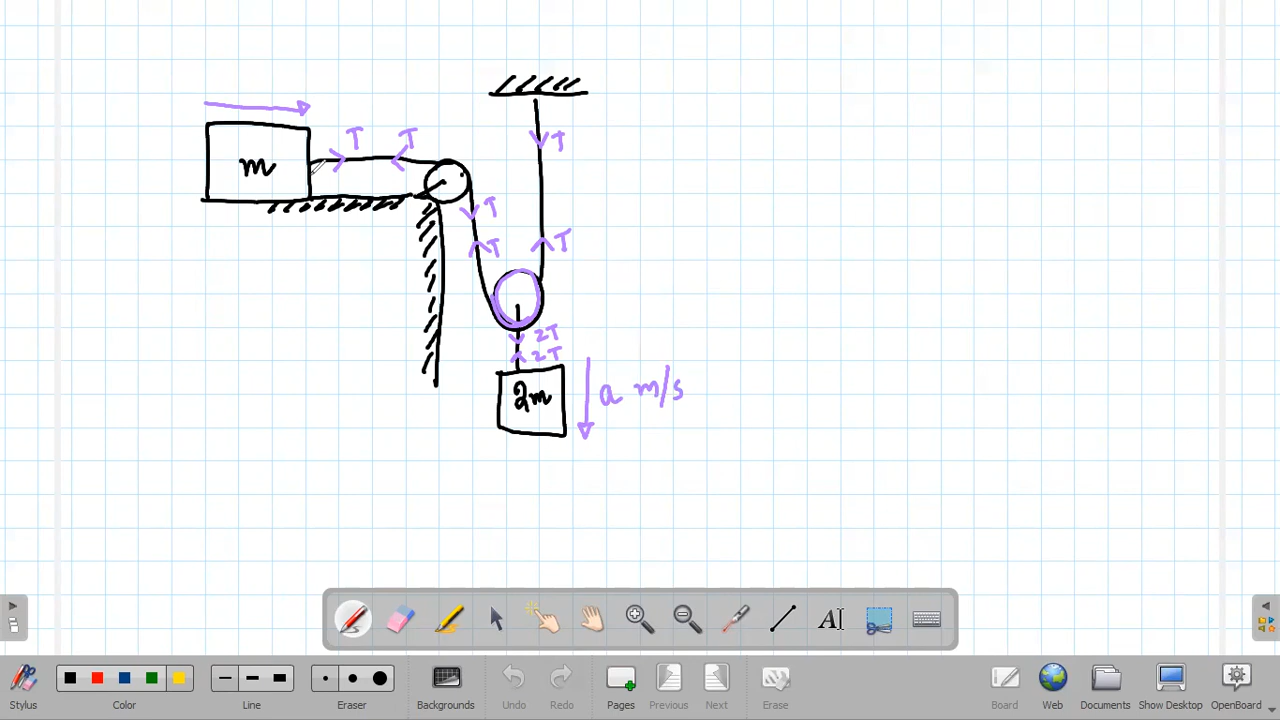 T T
m
T
T
T
T T
2T
2T
2m
a m/s
AI
Stylus
Color
Line
Eraser
Backgrounds
Undo
Redo
Pages
Previous
Next
Erase
Board
Web
Documents
Show Desktop
OpenBoard